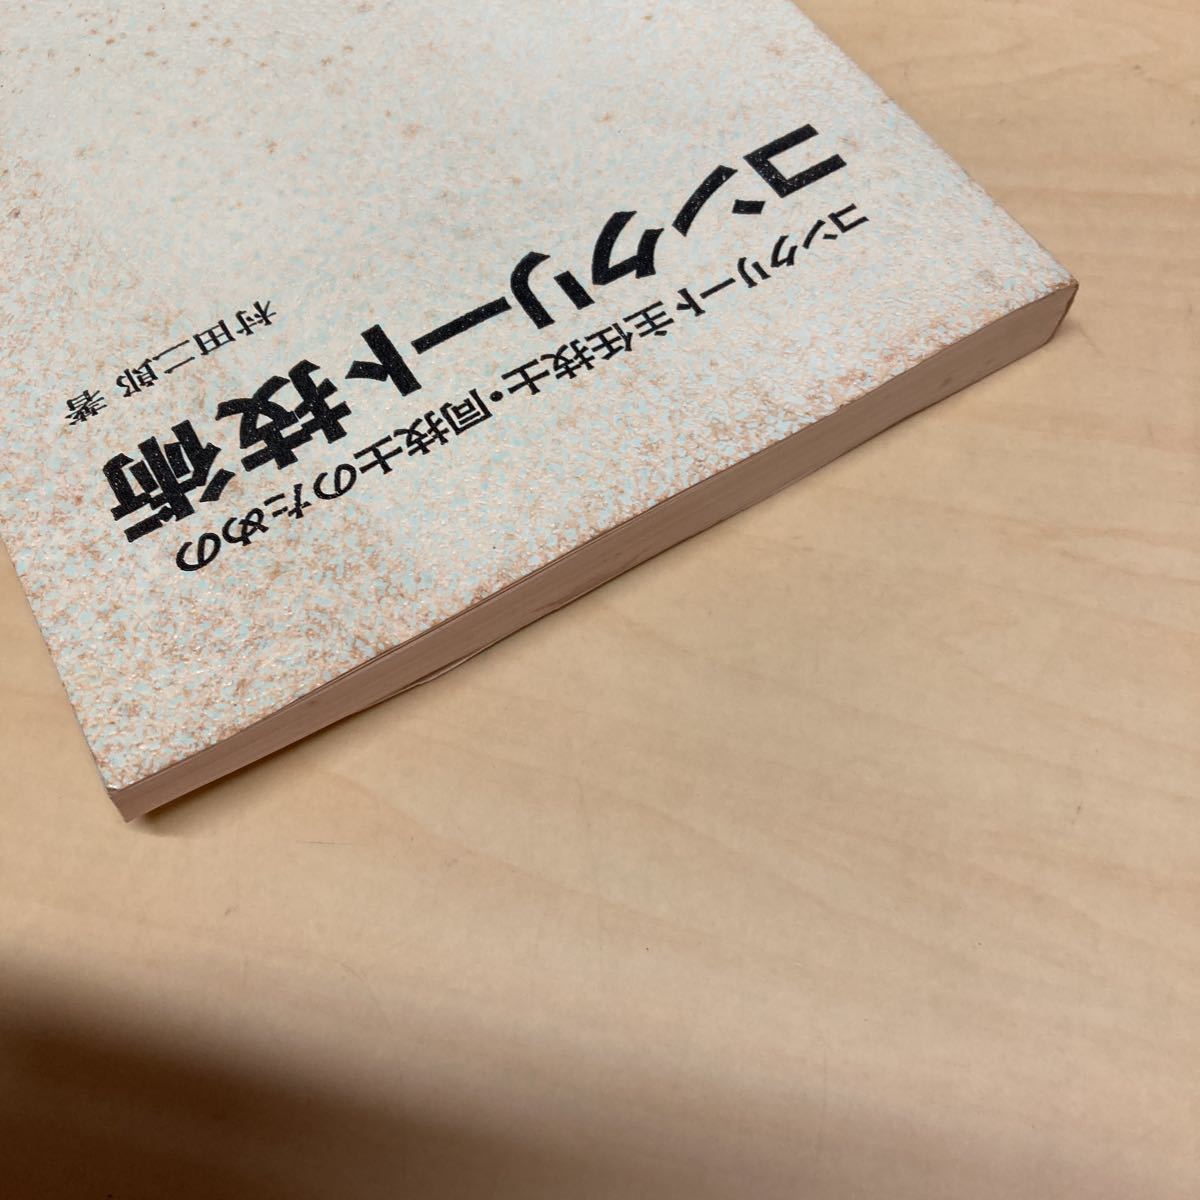 コンクリート主任技士・同技士のための
コンクリート技術
村田二郎 著